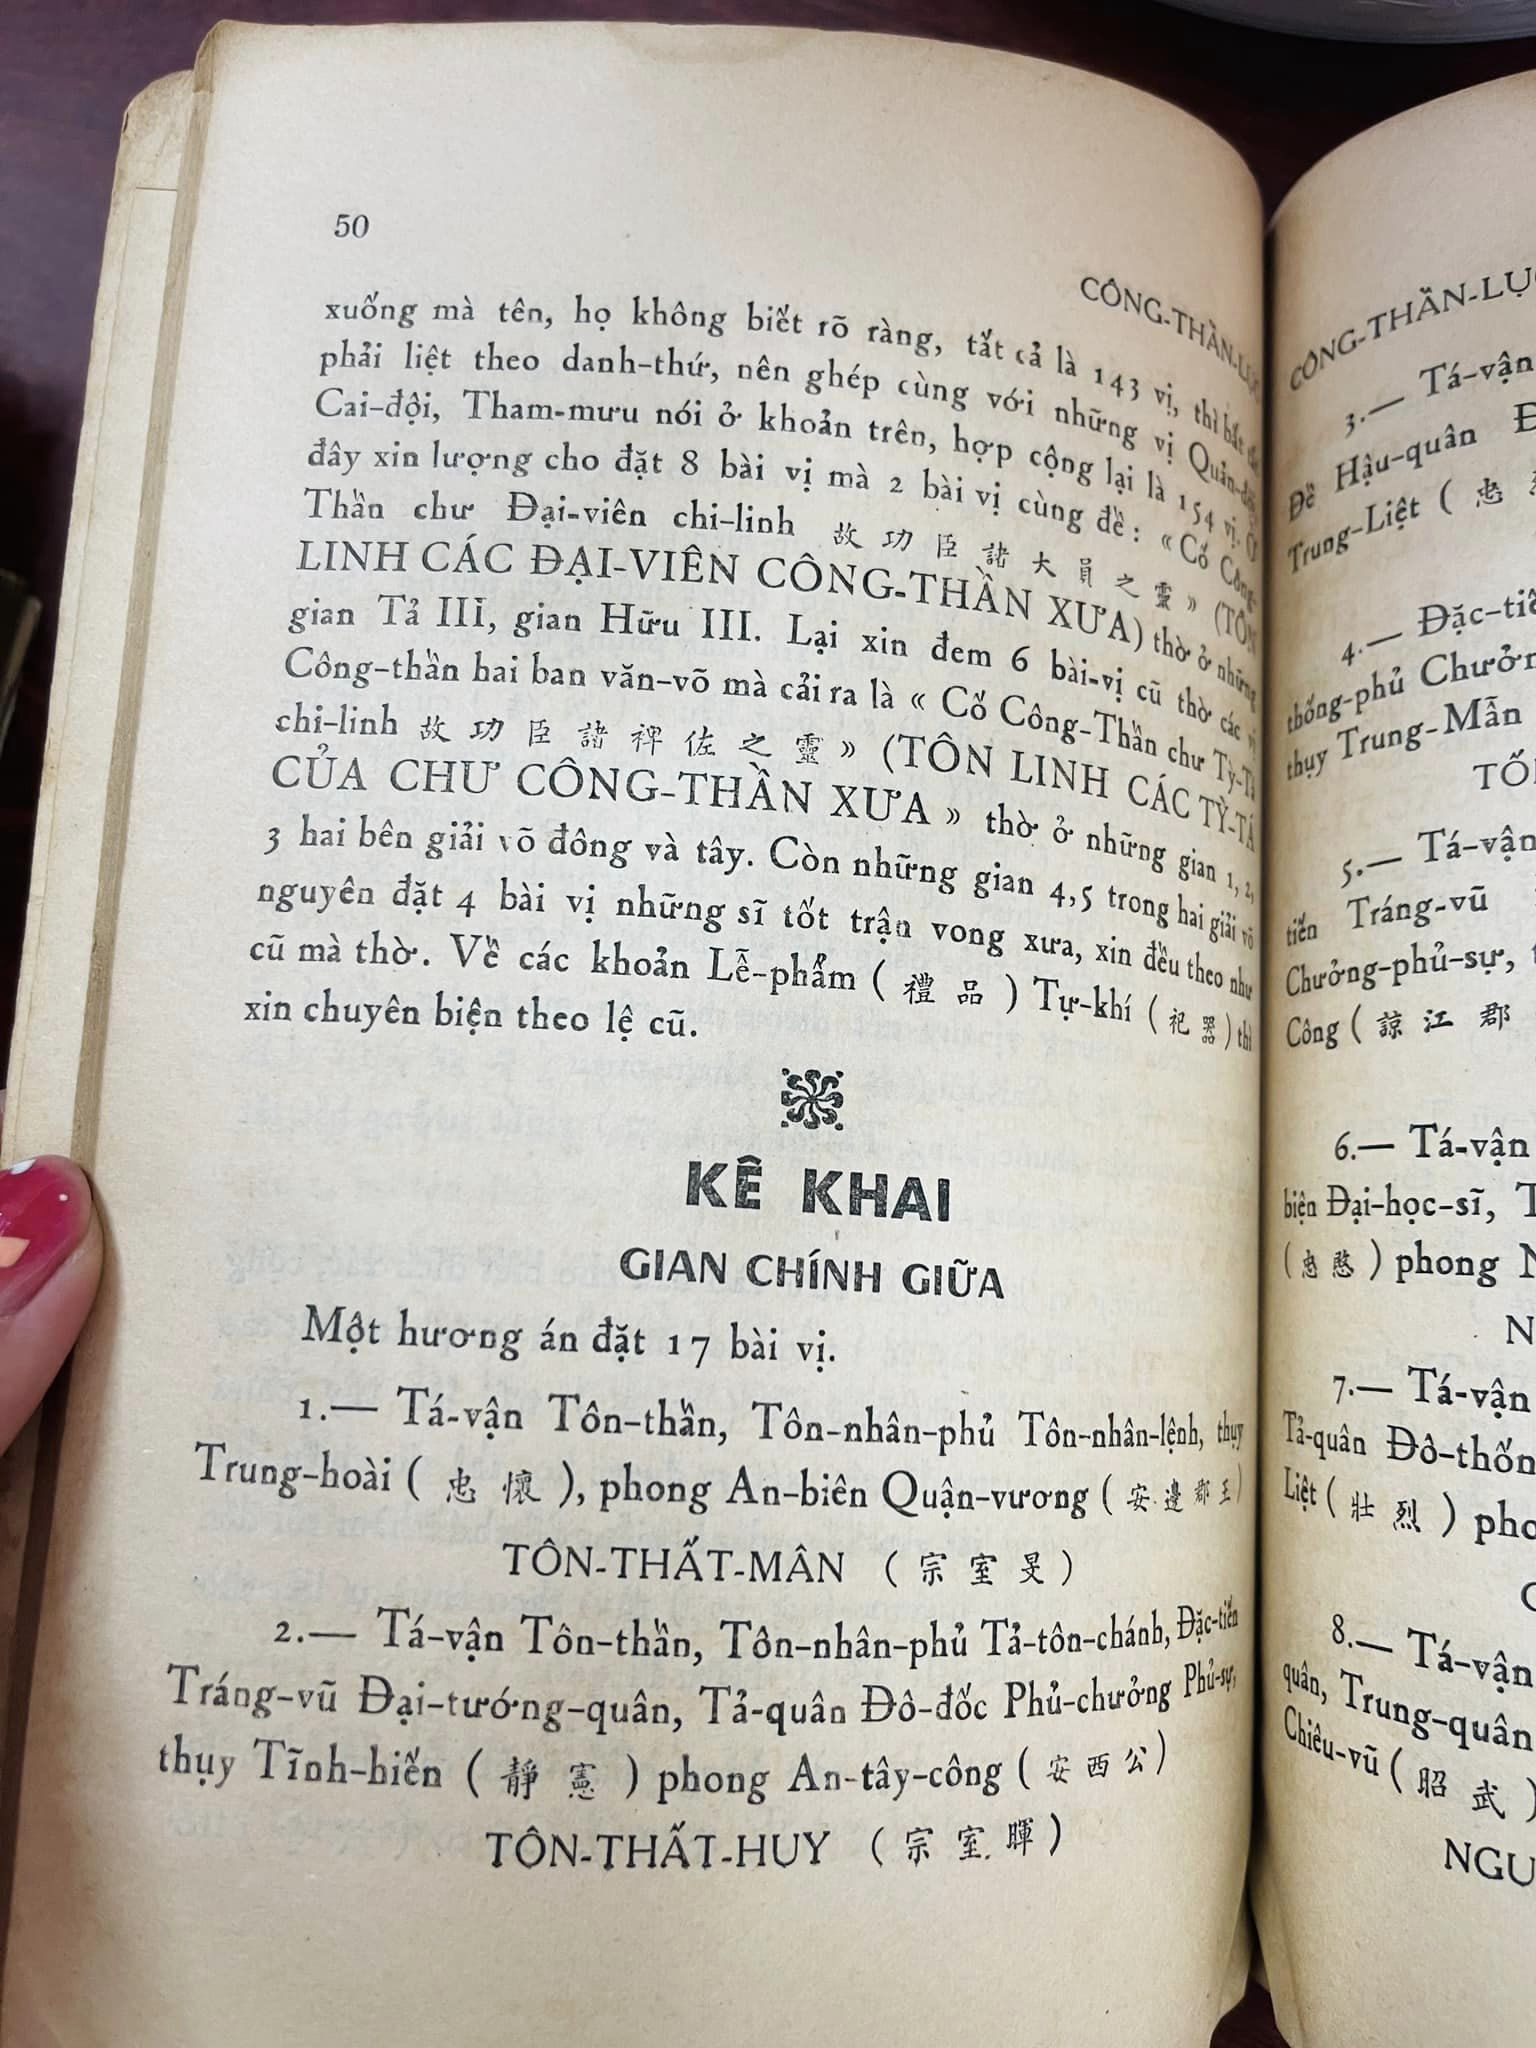 50
CÔNG-THẦN-LỤC
xuống mà tên, họ không biết rõ ràng, tất cả là 143 vị, thì bất tất
phải liệt theo danh-thứ, nên ghép cùng với những vị Quản-đội,
Cai-đội, Tham-mưu nói ở khoản trên, hợp cộng lại là 154 vị. Ở
đây xin lượng cho đặt 8 bài vị mà 2 bài vị cùng đề : « Cố Công-
Thần chư Đại-viên chi-linh 故功臣諸大員之靈 » (TÔN
LINH CÁC ĐẠI-VIÊN CÔNG-THẦN XƯA) thờ ở những
gian Tả III, gian Hữu III. Lại xin đem 6 bài-vị cũ thờ các vị
Công-thần hai ban văn-võ mà cải ra là « Cố Công-Thần chư Tỳ-Tá
chi-linh 故功臣諸裨佐之靈 » (TÔN LINH CÁC TỲ-TÁ
CỦA CHƯ CÔNG-THẦN XƯA » thờ ở những gian 1, 2,
3 hai bên giải võ đông và tây. Còn những gian 4,5 trong hai giải võ
nguyên đặt 4 bài vị những sĩ tốt trận vong xưa, xin đều theo như
cũ mà thờ. Về các khoản Lễ-phẩm (禮品) Tự-khí (祀器) thì
xin chuyên biện theo lệ cũ.
KÊ KHAI
GIAN CHÍNH GIỮA
Một hương án đặt 17 bài vị.
1.— Tá-vận Tôn-thần, Tôn-nhân-phủ Tôn-nhân-lệnh, thụy
Trung-hoài (忠懷), phong An-biên Quận-vương (安邊郡王)
TÔN-THẤT-MÂN (宗室旻)
2.— Tá-vận Tôn-thần, Tôn-nhân-phủ Tả-tôn-chánh, Đặc-tiến
Tráng-vũ Đại-tướng-quân, Tả-quân Đô-đốc Phủ-chưởng Phủ-sự,
thụy Tĩnh-hiến (靜憲) phong An-tây-công (安西公)
TÔN-THẤT-HUY (宗室暉)
CÔNG-THẦN-LỤC
3.— Tá-vận
Đề Hậu-quân
Trung-Liệt (忠
4.— Đặc-tiế
thống-phủ Chưởn
thụy Trung-Mẫn
5.— Tá-vận
tiến Tráng-vũ
Chưởng-phủ-sự,
Công (諒江郡
6.— Tá-vận
biện Đại-học-sĩ,
(忠愍) phong
7.— Tá-vận
Tả-quân Đô-thốn
Liệt (壯烈) pho
8.— Tá-vận
quân, Trung-quân
Chiêu-vũ (昭武)
NGU